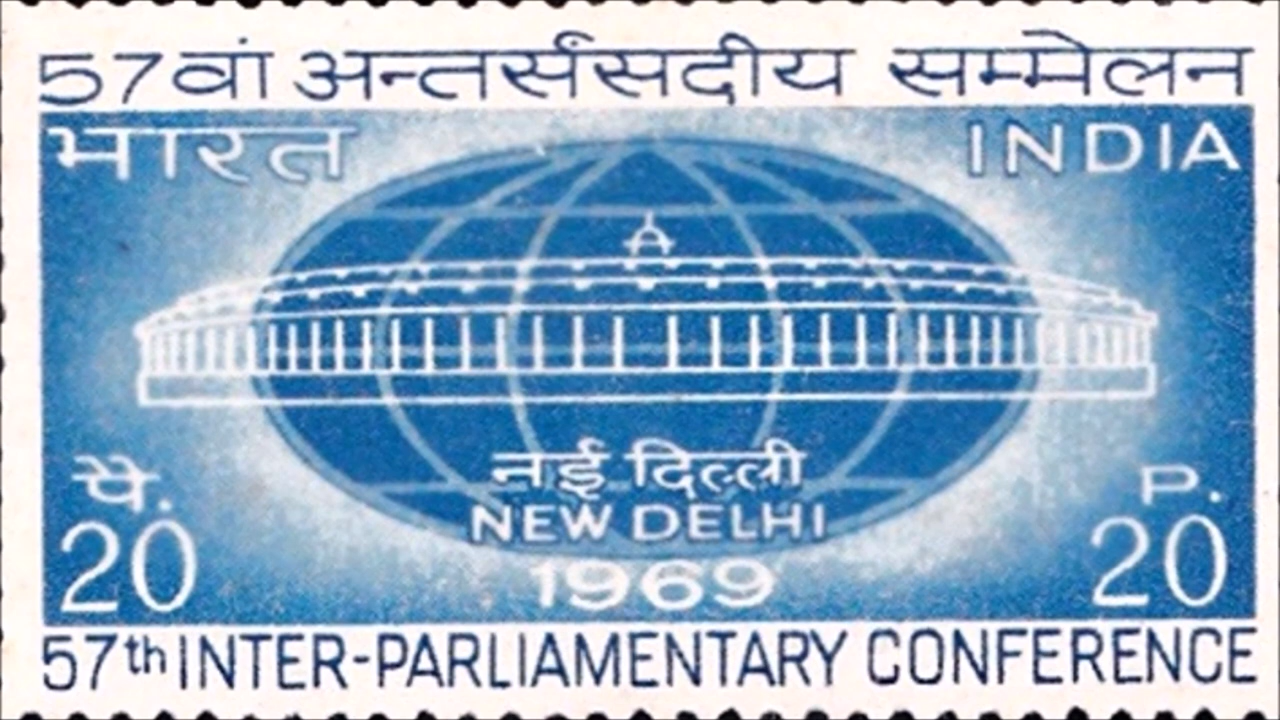 57वां अन्तर्संसदीय सम्मेलन
भारत INDIA
नई दिल्ली
पै. P.
NEW DELHI
20 20
1969
57th INTER-PARLIAMENTARY CONFERENCE